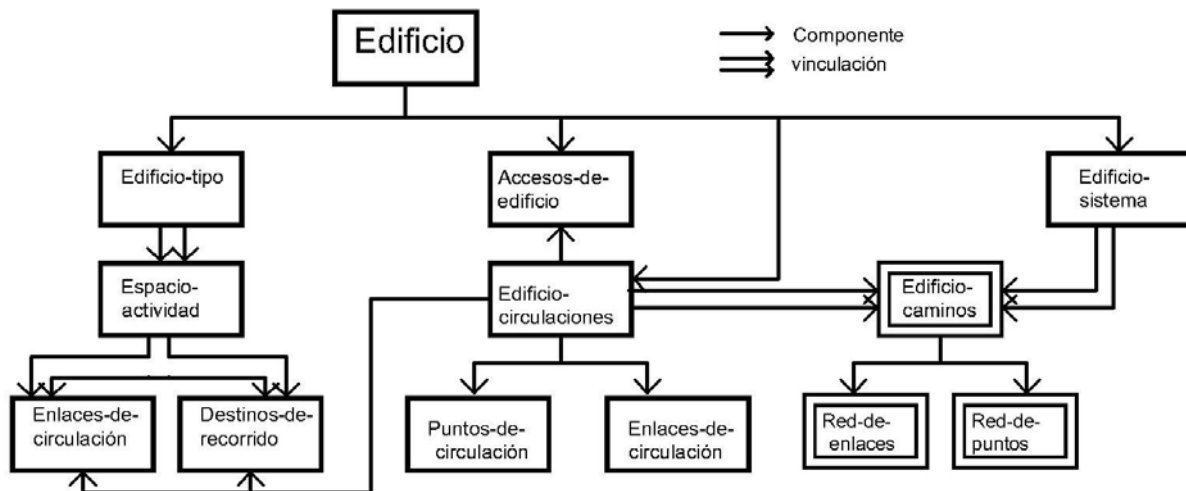 Edificio
Componente
vinculación
Edificio-tipo
Accesos-de-
edificio
Edificio-
sistema
Espacio-
actividad
Edificio-
circulaciones
Edificio-
caminos
Enlaces-de-
circulación
Destinos-de-
recorrido
Puntos-de-
circulación
Enlaces-de-
circulación
Red-de-
enlaces
Red-de-
puntos